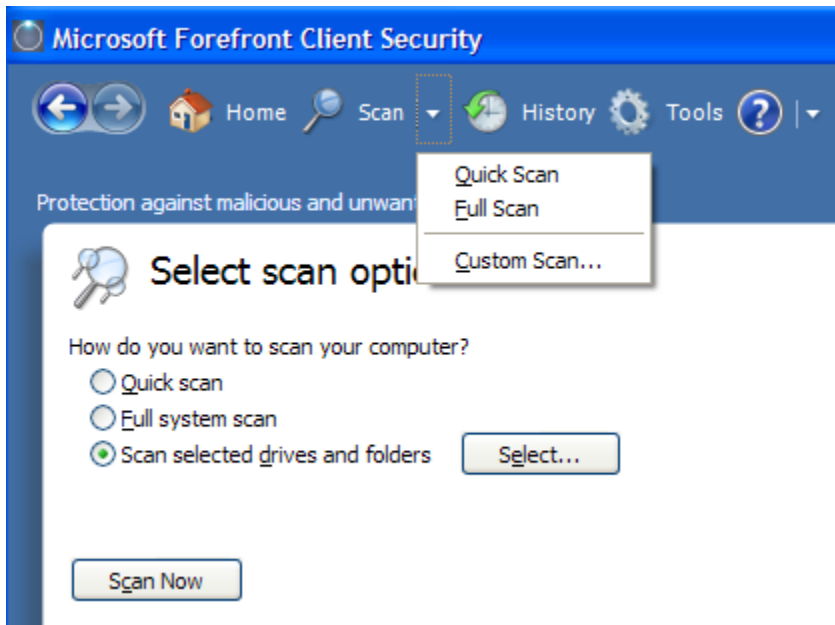 Microsoft Forefront Client Security
Home Scan History Tools ?
Quick Scan
Full Scan
Custom Scan...
Protection against malicious and
Select scan
How do you want to scan your computer?
Quick scan
Full system scan
Scan selected drives and folders Select...
Scan Now